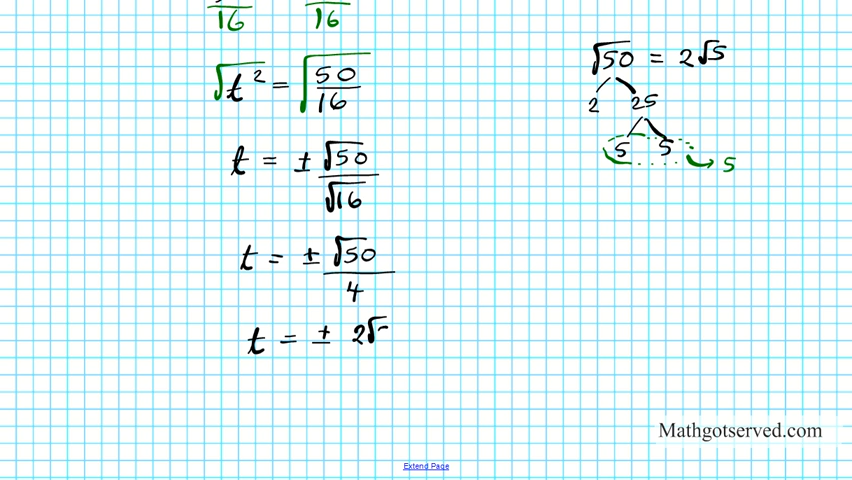 16 16
√t² = √50/16
t = ± √50/√16
t = ± √50/4
t = ± 2√
√50 = 2√5
2 25
5 5 → 5
Mathgotserved.com
Extend Page